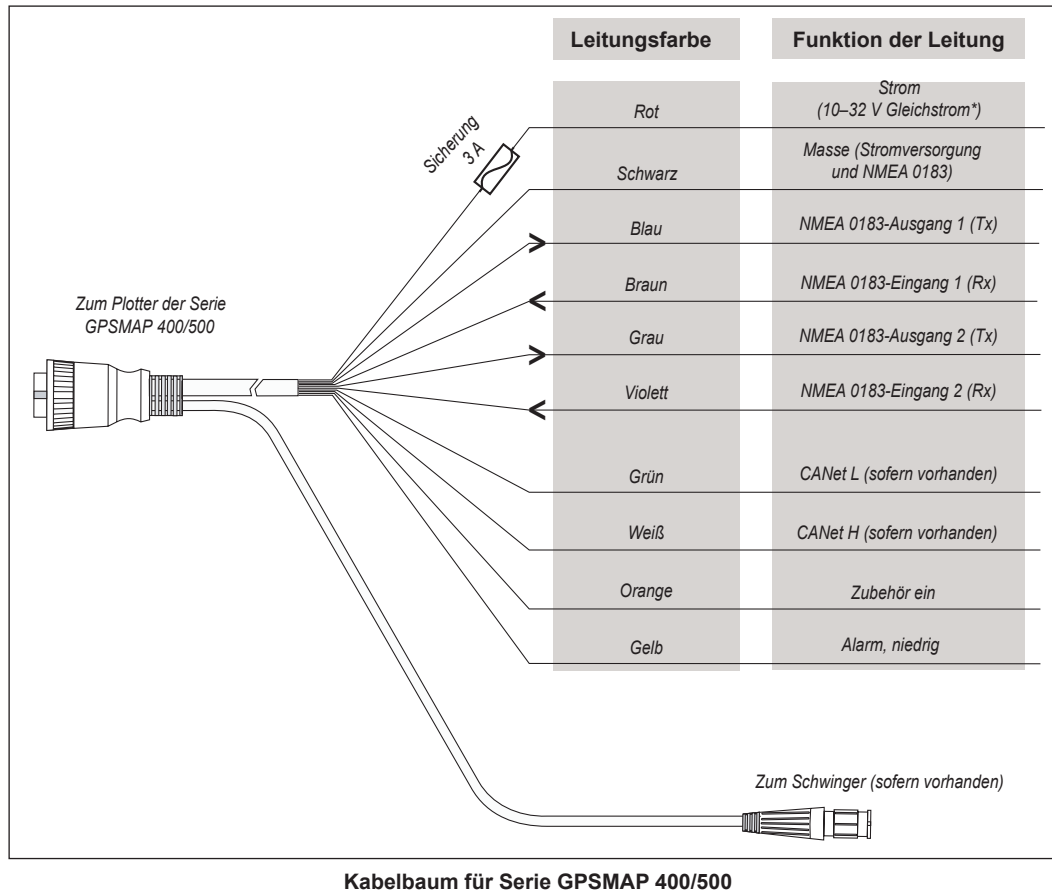 Leitungsfarbe
Funktion der Leitung
Rot
Strom
(10–32 V Gleichstrom*)
Sicherung
3 A
Schwarz
Masse (Stromversorgung
und NMEA 0183)
Blau
NMEA 0183-Ausgang 1 (Tx)
Braun
NMEA 0183-Eingang 1 (Rx)
Zum Plotter der Serie
GPSMAP 400/500
Grau
NMEA 0183-Ausgang 2 (Tx)
Violett
NMEA 0183-Eingang 2 (Rx)
Grün
CANet L (sofern vorhanden)
Weiß
CANet H (sofern vorhanden)
Orange
Zubehör ein
Gelb
Alarm, niedrig
Zum Schwinger (sofern vorhanden)
Kabelbaum für Serie GPSMAP 400/500